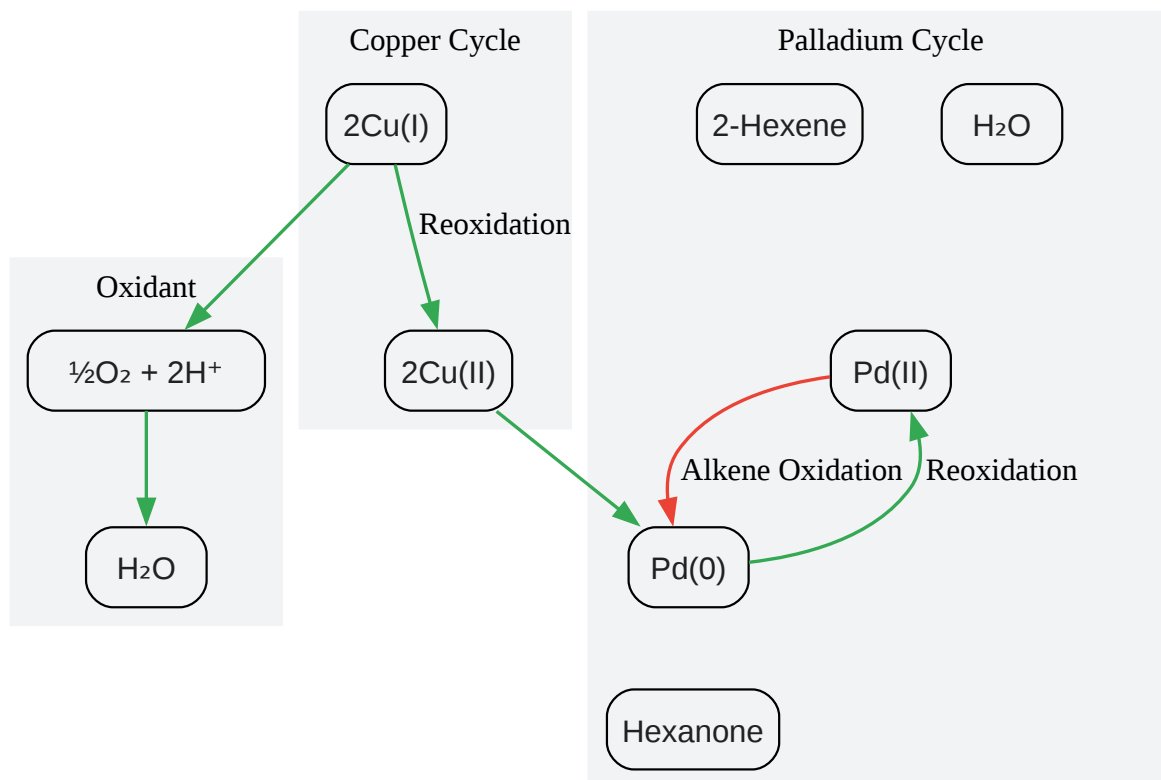 Copper Cycle
Palladium Cycle
2Cu(I)
2-Hexene
H₂O
Reoxidation
Oxidant
½O₂ + 2H⁺
2Cu(II)
Pd(II)
Alkene Oxidation
Reoxidation
H₂O
Pd(0)
Hexanone